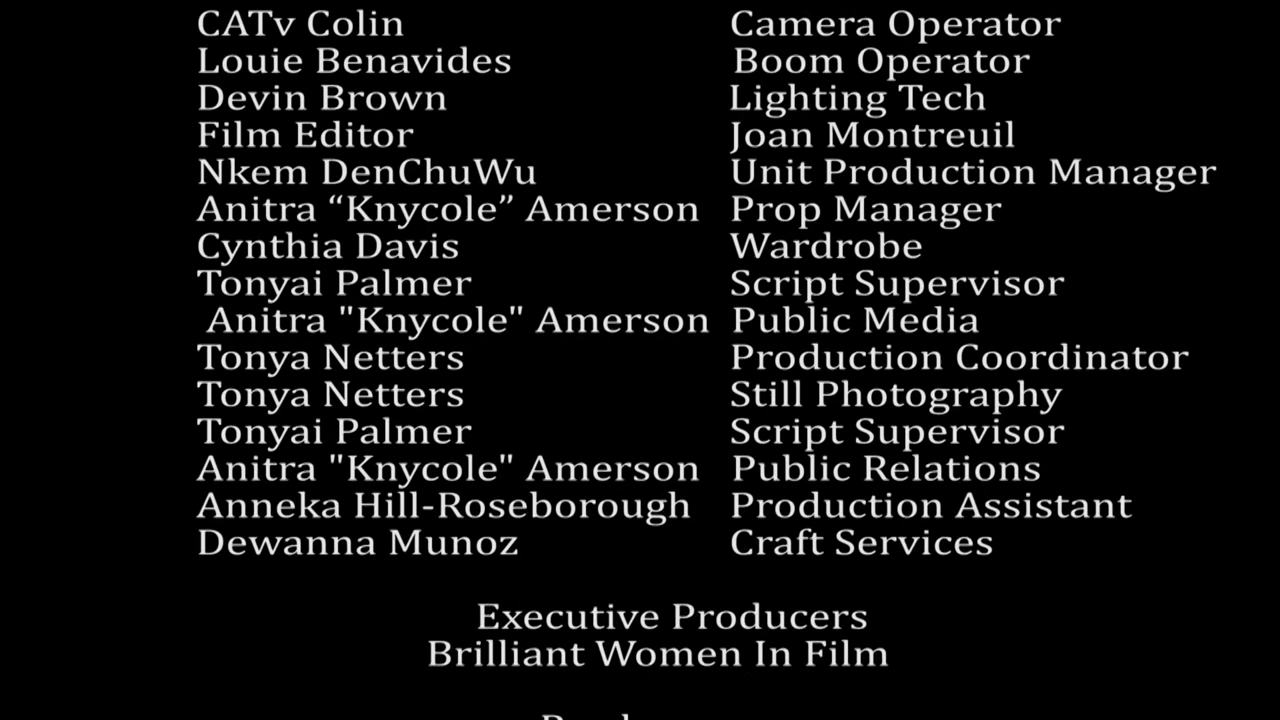 CATv Colin Camera Operator
Louie Benavides Boom Operator
Devin Brown Lighting Tech
Film Editor Joan Montreuil
Nkem DenChuWu Unit Production Manager
Anitra “Knycole” Amerson Prop Manager
Cynthia Davis Wardrobe
Tonyai Palmer Script Supervisor
Anitra "Knycole" Amerson Public Media
Tonya Netters Production Coordinator
Tonya Netters Still Photography
Tonyai Palmer Script Supervisor
Anitra "Knycole" Amerson Public Relations
Anneka Hill-Roseborough Production Assistant
Dewanna Munoz Craft Services
Executive Producers
Brilliant Women In Film